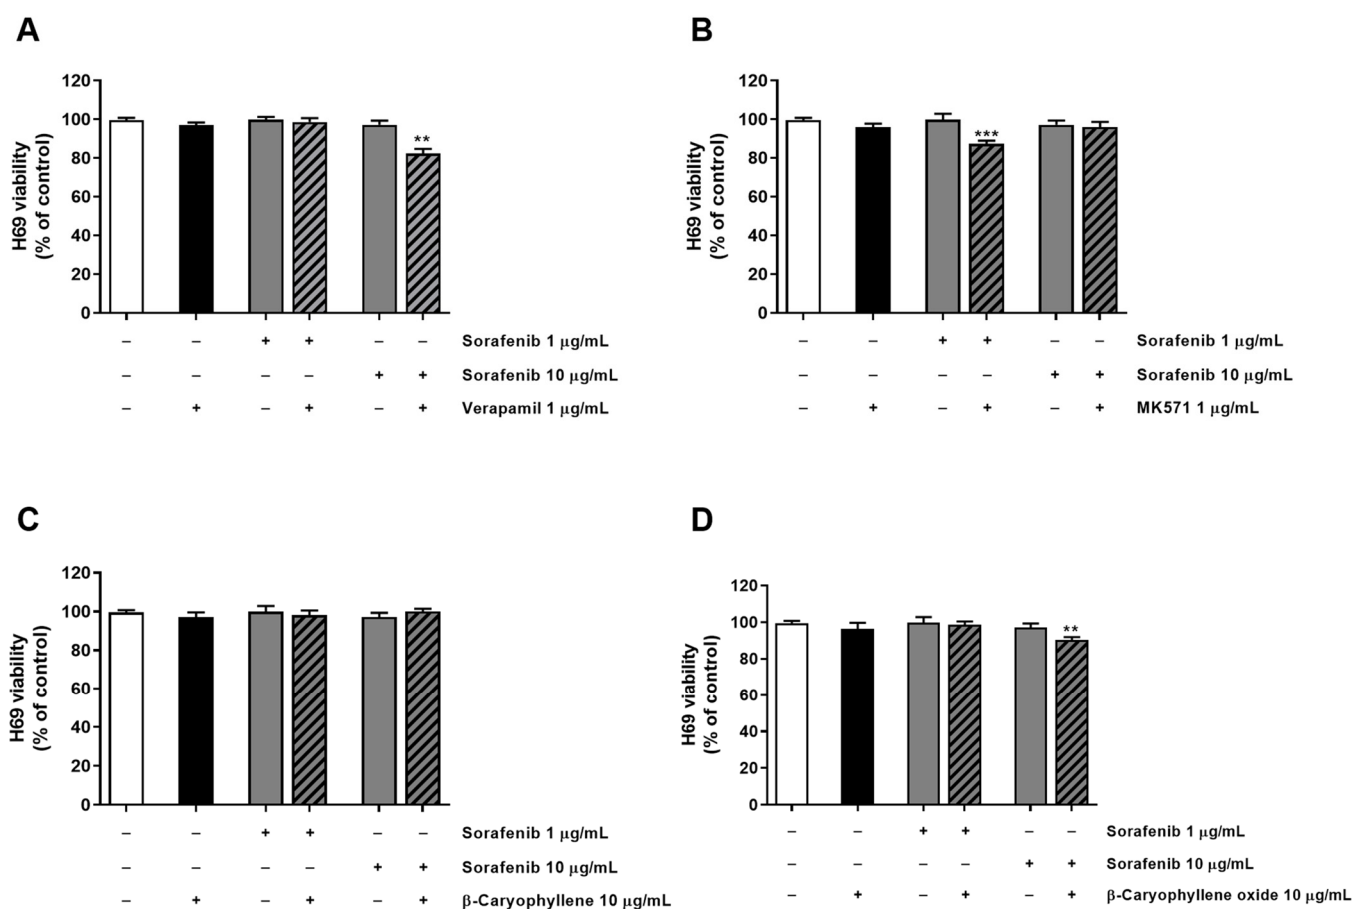 A
120
100
80
60
40
20
0
H69 viability
(% of control)
**
– – + + – – Sorafenib 1 µg/mL
– – – – + + Sorafenib 10 µg/mL
– + – + – + Verapamil 1 µg/mL
B
120
100
80
60
40
20
0
H69 viability
(% of control)
***
– – + + – – Sorafenib 1 µg/mL
– – – – + + Sorafenib 10 µg/mL
– + – + – + MK571 1 µg/mL
C
120
100
80
60
40
20
0
H69 viability
(% of control)
– – + + – – Sorafenib 1 µg/mL
– – – – + + Sorafenib 10 µg/mL
– + – + – + β-Caryophyllene 10 µg/mL
D
120
100
80
60
40
20
0
H69 viability
(% of control)
**
– – + + – – Sorafenib 1 µg/mL
– – – – + + Sorafenib 10 µg/mL
– + – + – + β-Caryophyllene oxide 10 µg/mL